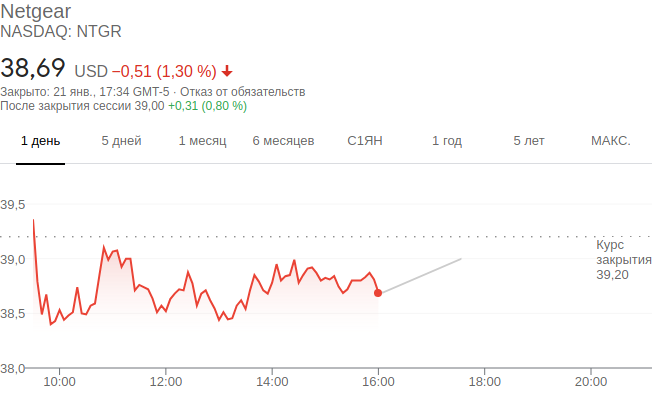 Netgear
NASDAQ: NTGR
38,69 USD −0,51 (1,30 %)
Закрыто: 21 янв., 17:34 GMT-5 · Отказ от обязательств
После закрытия сессии 39,00 +0,31 (0,80 %)
1 день 5 дней 1 месяц 6 месяцев С1ЯН 1 год 5 лет МАКС.
39,5
39,0
38,5
38,0
Курс
закрытия
39,20
10:00 12:00 14:00 16:00 18:00 20:00